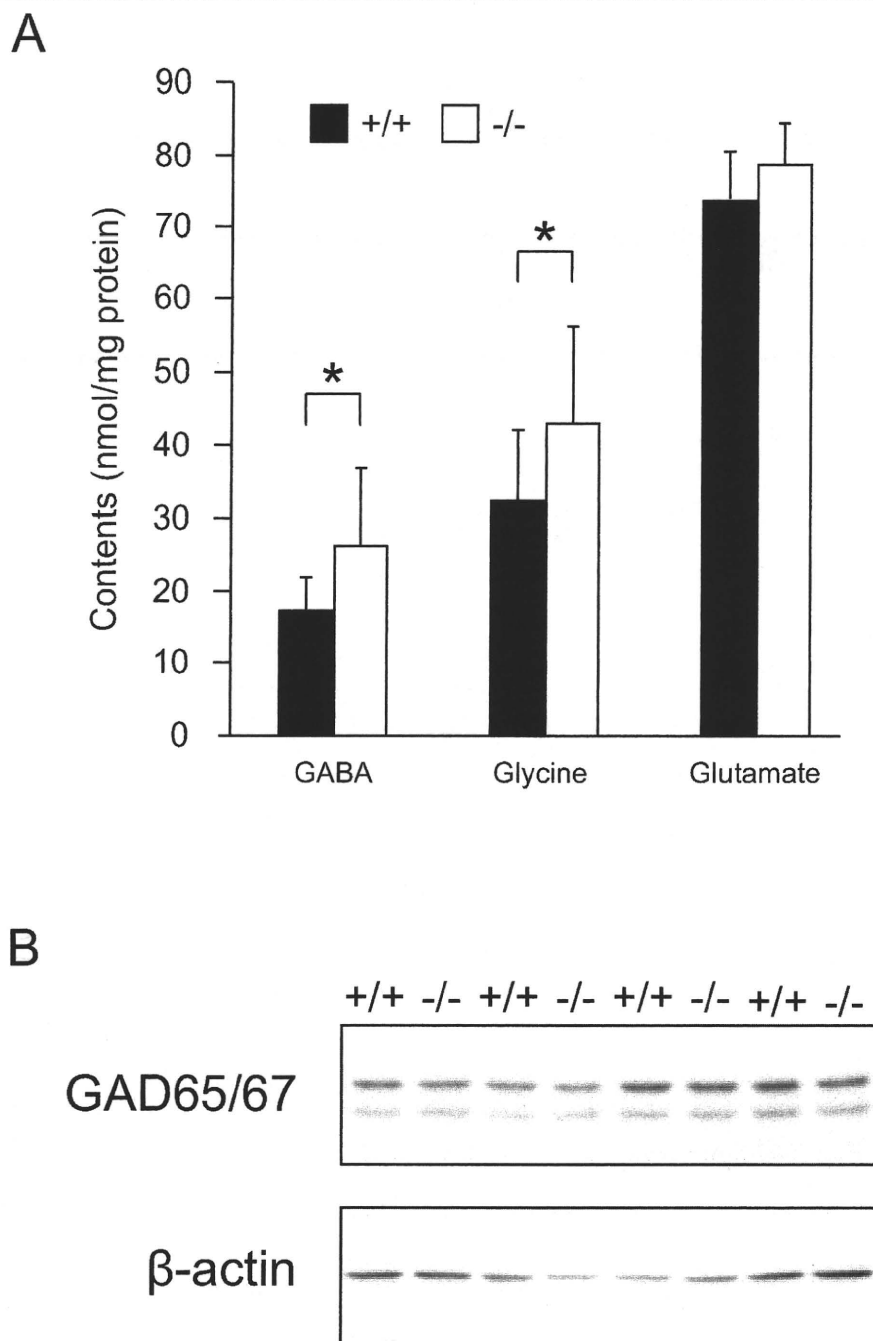 A
90
80
70
60
50
40
30
20
10
0
Contents (nmol/mg protein)
+/+ -/-
*
*
GABA Glycine Glutamate
B
+/+ -/- +/+ -/- +/+ -/- +/+ -/-
GAD65/67
β-actin